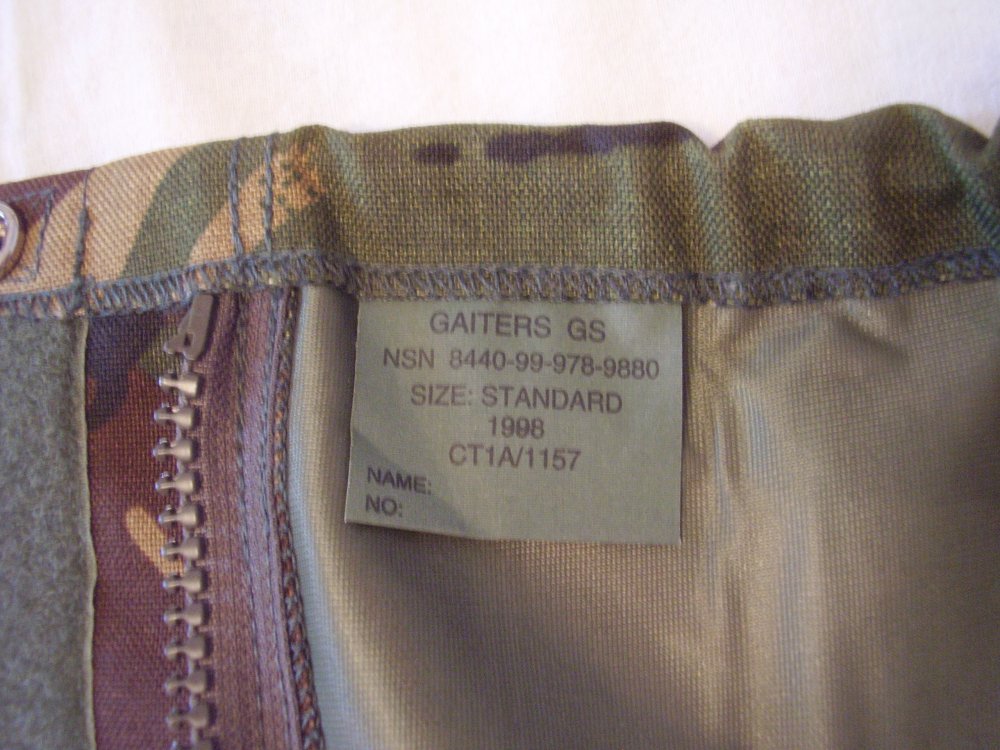 GAITERS GS
NSN 8440-99-978-9880
SIZE: STANDARD
1998
CT1A/1157
NAME:
NO: